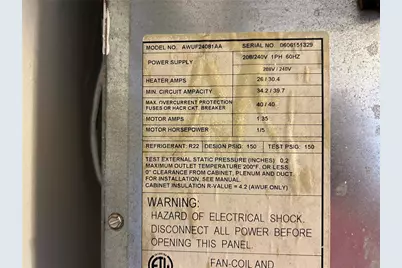 MODEL NO. AWUF24081AA SERIAL NO 0606151329
POWER SUPPLY 208/240V 1PH 60HZ
208V / 240V
HEATER AMPS 26 / 30.4
MIN. CIRCUIT AMPACITY 34.2 / 39.7
MAX. OVERCURRENT PROTECTION
FUSES OR HACR CKT. BREAKER 40 / 40
MOTOR AMPS 1.35
MOTOR HORSEPOWER 1/5
REFRIGERANT: R22 DESIGN PSIG: 150 TEST PSIG: 150
TEST EXTERNAL STATIC PRESSURE (INCHES): 0.2
MAXIMUM OUTLET TEMPERATURE 200°F, OR LESS,
0" CLEARANCE FROM CABINET, PLENUM AND DUCT.
FOR INSTALLATION, SEE MANUAL.
CABINET INSULATION R-VALUE = 4.2 (AWUF ONLY)
WARNING:
HAZARD OF ELECTRICAL SHOCK.
DISCONNECT ALL POWER BEFORE
OPENING THIS PANEL.
FAN-COIL AND